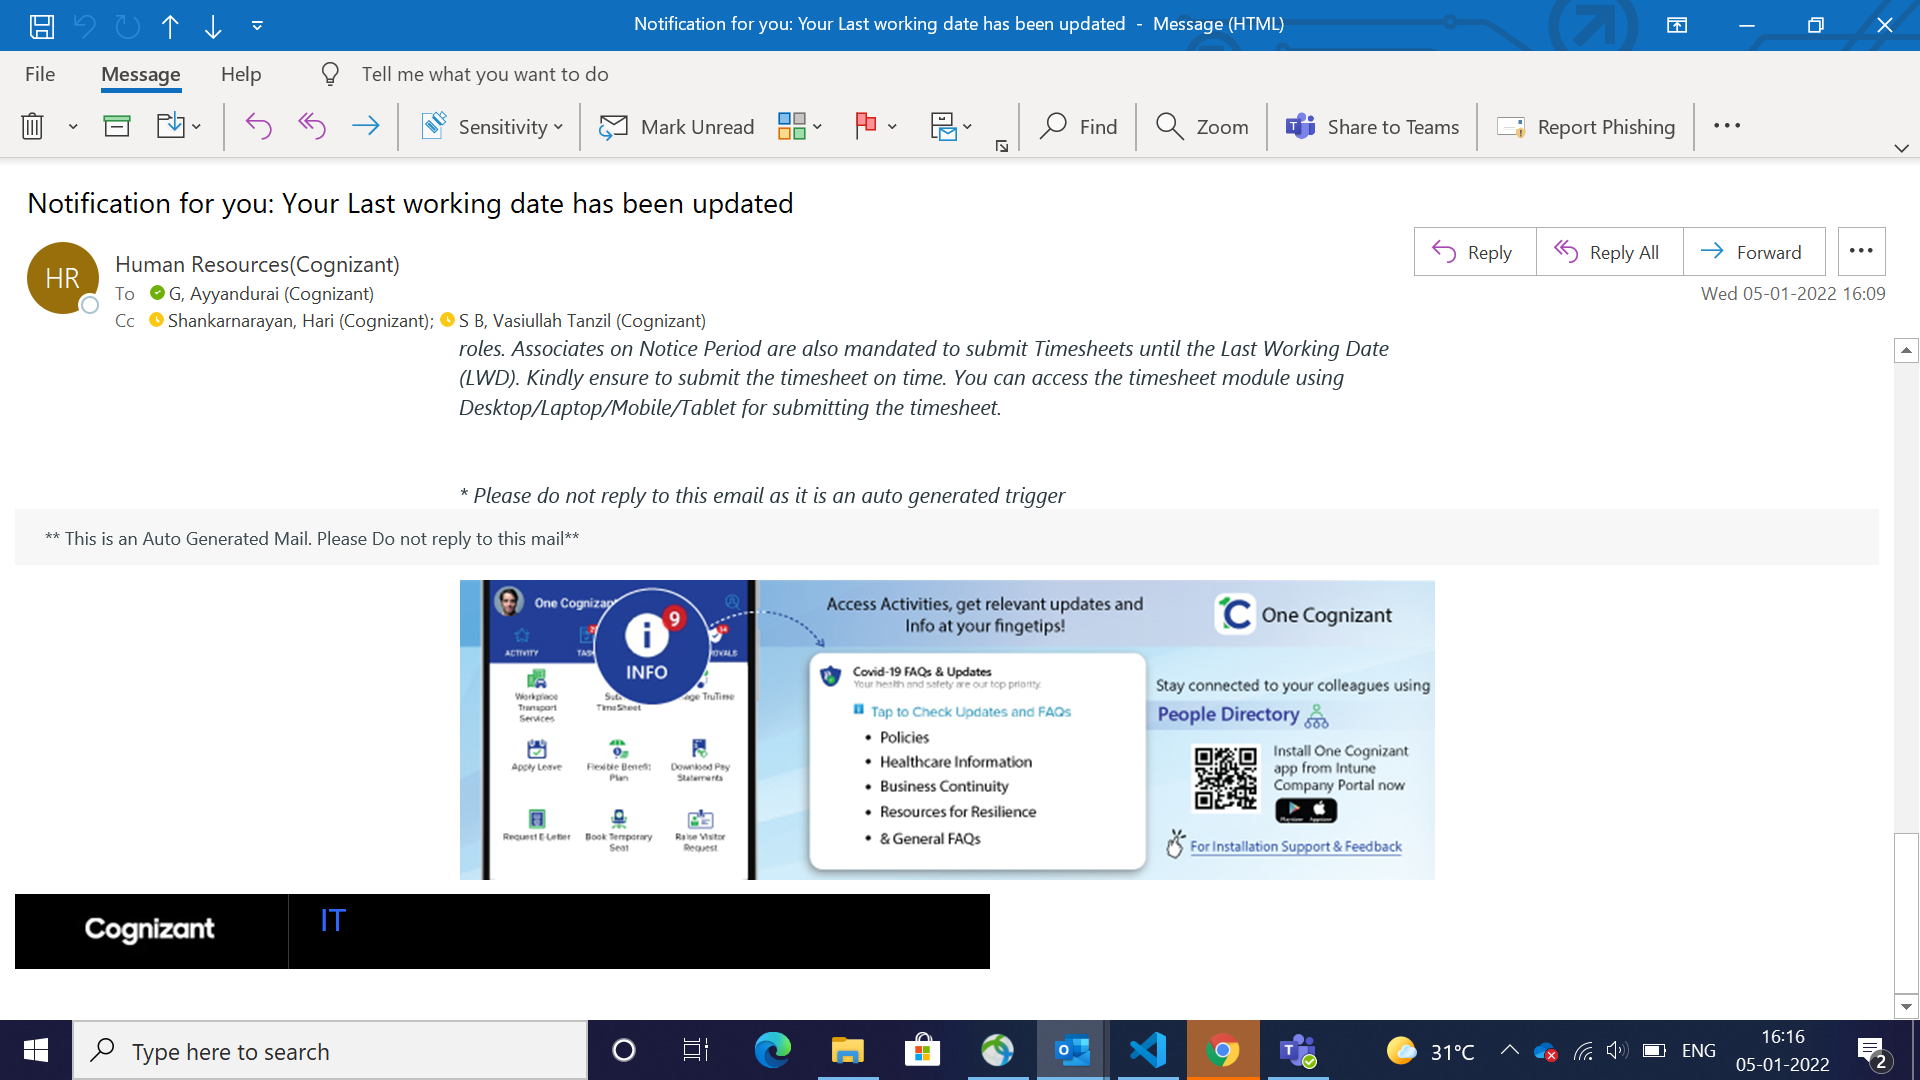 Notification for you: Your Last working date has been updated - Message (HTML)
File Message Help Tell me what you want to do
Sensitivity Mark Unread Find Zoom Share to Teams Report Phishing
Notification for you: Your Last working date has been updated
HR
Human Resources(Cognizant)
To G, Ayyandurai (Cognizant)
Cc Shankarnarayan, Hari (Cognizant); S B, Vasiullah Tanzil (Cognizant)
Reply Reply All Forward
Wed 05-01-2022 16:09
roles. Associates on Notice Period are also mandated to submit Timesheets until the Last Working Date
(LWD). Kindly ensure to submit the timesheet on time. You can access the timesheet module using
Desktop/Laptop/Mobile/Tablet for submitting the timesheet.
* Please do not reply to this email as it is an auto generated trigger
** This is an Auto Generated Mail. Please Do not reply to this mail**
One Cognizan
9
INFO
ACTIVITY
Workplace
Transport
Services
TimeSheet
TruTime
Apply Leave
Flexible Benefit
Plan
Download Pay
Statements
Request E-Letter
Book Temporary
Seat
Raise Visitor
Request
Access Activities, get relevant updates and
Info at your fingetips!
Covid-19 FAQs & Updates
Your health and safety are our top priority.
Tap to Check Updates and FAQs
• Policies
• Healthcare Information
• Business Continuity
• Resources for Resilience
• & General FAQs
C One Cognizant
Stay connected to your colleagues using
People Directory
Install One Cognizant
app from Intune
Company Portal now
For Installation Support & Feedback
Cognizant
IT
Type here to search
31°C
ENG
16:16
05-01-2022
2